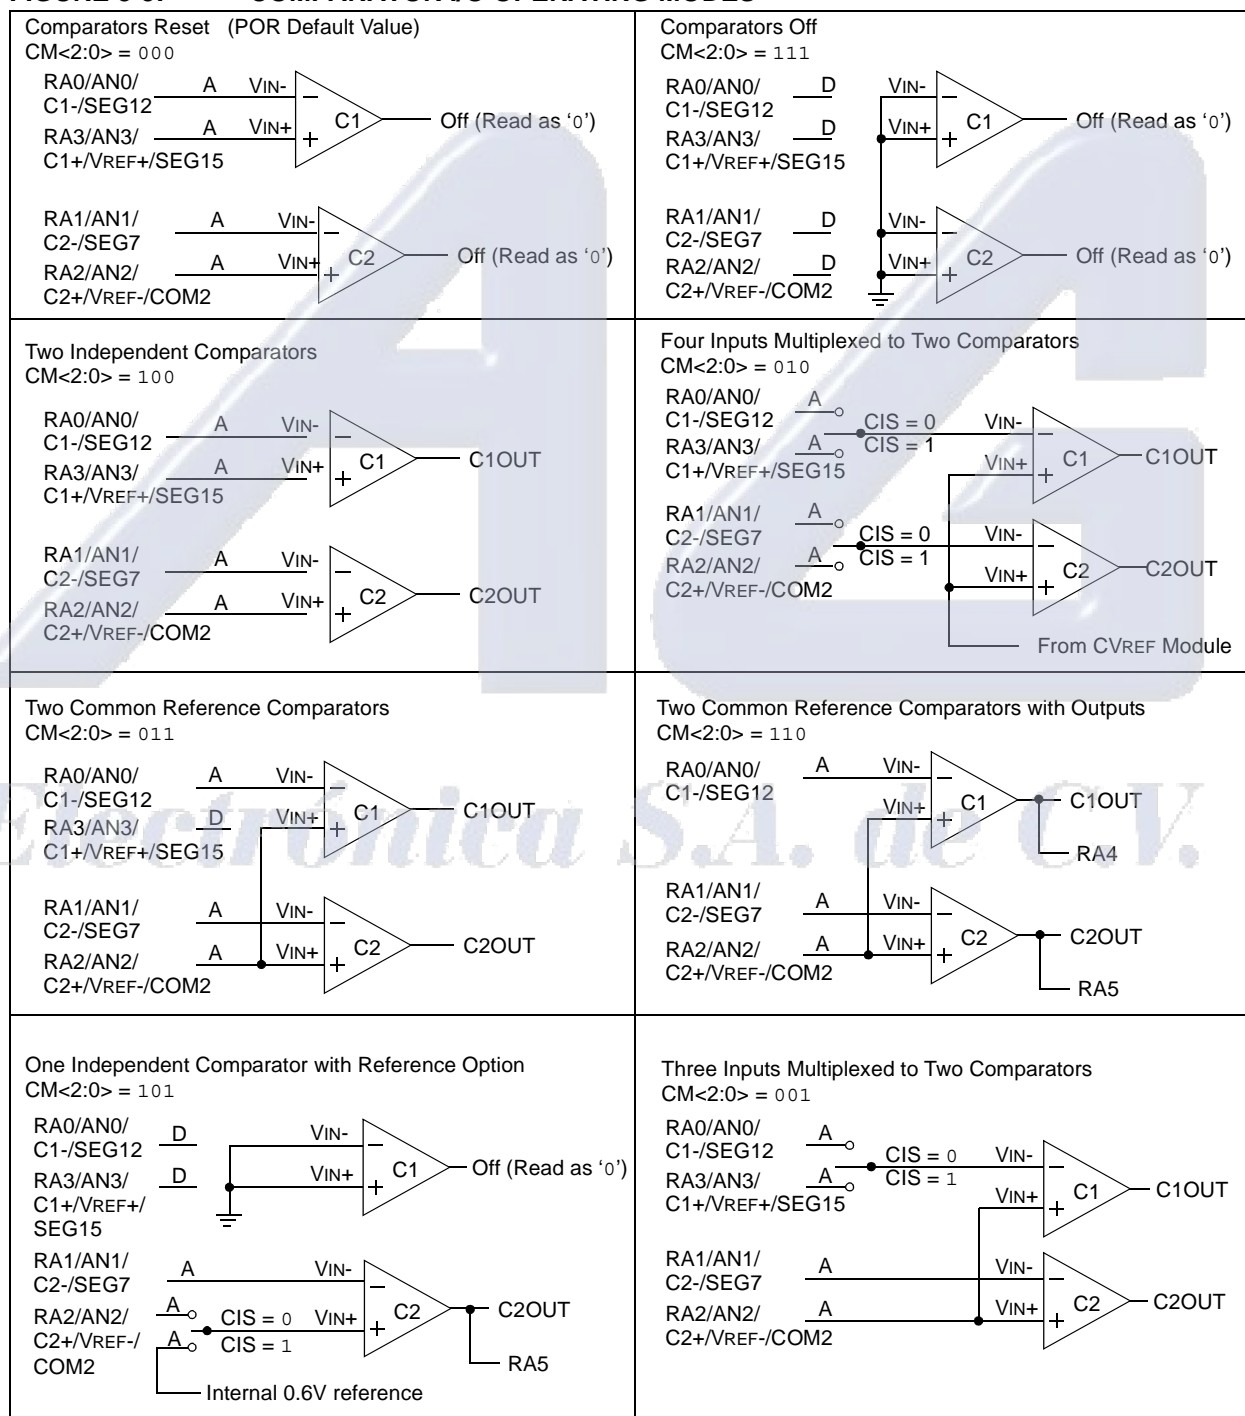 Comparators Reset (POR Default Value)
CM<2:0> = 000
RA0/AN0/
C1-/SEG12
A
VIN-
RA3/AN3/
C1+/VREF+/SEG15
A
VIN+
C1
Off (Read as ‘0’)
RA1/AN1/
C2-/SEG7
A
VIN-
RA2/AN2/
C2+/VREF-/COM2
A
VIN+
C2
Off (Read as ‘0’)
Comparators Off
CM<2:0> = 111
RA0/AN0/
C1-/SEG12
D
VIN-
RA3/AN3/
C1+/VREF+/SEG15
D
VIN+
C1
Off (Read as ‘0’)
RA1/AN1/
C2-/SEG7
D
VIN-
RA2/AN2/
C2+/VREF-/COM2
D
VIN+
C2
Off (Read as ‘0’)
Two Independent Comparators
CM<2:0> = 100
RA0/AN0/
C1-/SEG12
A
VIN-
RA3/AN3/
C1+/VREF+/SEG15
A
VIN+
C1
C1OUT
RA1/AN1/
C2-/SEG7
A
VIN-
RA2/AN2/
C2+/VREF-/COM2
A
VIN+
C2
C2OUT
Four Inputs Multiplexed to Two Comparators
CM<2:0> = 010
RA0/AN0/
C1-/SEG12
A
CIS = 0
VIN-
RA3/AN3/
C1+/VREF+/SEG15
A
CIS = 1
VIN+
C1
C1OUT
RA1/AN1/
C2-/SEG7
A
CIS = 0
VIN-
RA2/AN2/
C2+/VREF-/COM2
A
CIS = 1
VIN+
C2
C2OUT
From CVREF Module
Two Common Reference Comparators
CM<2:0> = 011
RA0/AN0/
C1-/SEG12
A
VIN-
RA3/AN3/
C1+/VREF+/SEG15
D
VIN+
C1
C1OUT
RA1/AN1/
C2-/SEG7
A
VIN-
RA2/AN2/
C2+/VREF-/COM2
A
VIN+
C2
C2OUT
Two Common Reference Comparators with Outputs
CM<2:0> = 110
RA0/AN0/
C1-/SEG12
A
VIN-
VIN+
C1
C1OUT
RA4
RA1/AN1/
C2-/SEG7
A
VIN-
RA2/AN2/
C2+/VREF-/COM2
A
VIN+
C2
C2OUT
RA5
Electrónica S.A. de C.V.
One Independent Comparator with Reference Option
CM<2:0> = 101
RA0/AN0/
C1-/SEG12
D
VIN-
RA3/AN3/
C1+/VREF+/
SEG15
D
VIN+
C1
Off (Read as ‘0’)
RA1/AN1/
C2-/SEG7
A
VIN-
RA2/AN2/
C2+/VREF-/
COM2
A
CIS = 0
VIN+
A
CIS = 1
C2
C2OUT
RA5
Internal 0.6V reference
Three Inputs Multiplexed to Two Comparators
CM<2:0> = 001
RA0/AN0/
C1-/SEG12
A
CIS = 0
VIN-
RA3/AN3/
C1+/VREF+/SEG15
A
CIS = 1
VIN+
C1
C1OUT
RA1/AN1/
C2-/SEG7
A
VIN-
RA2/AN2/
C2+/VREF-/COM2
A
VIN+
C2
C2OUT